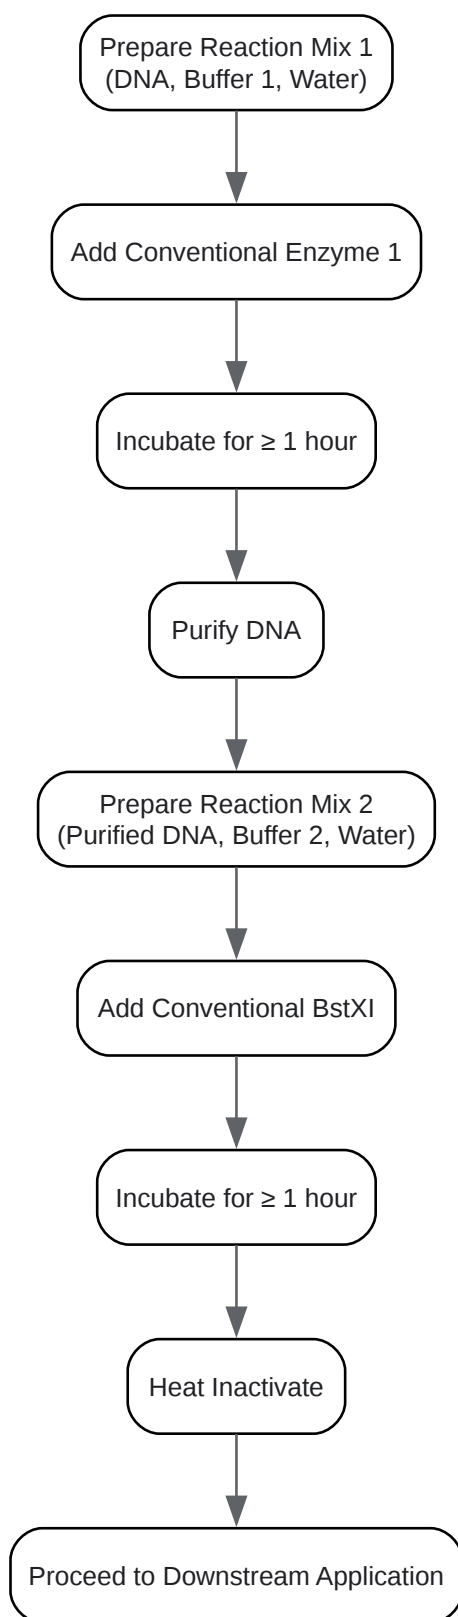 Prepare Reaction Mix 1
(DNA, Buffer 1, Water)
Add Conventional Enzyme 1
Incubate for ≥ 1 hour
Purify DNA
Prepare Reaction Mix 2
(Purified DNA, Buffer 2, Water)
Add Conventional BstXI
Incubate for ≥ 1 hour
Heat Inactivate
Proceed to Downstream Application